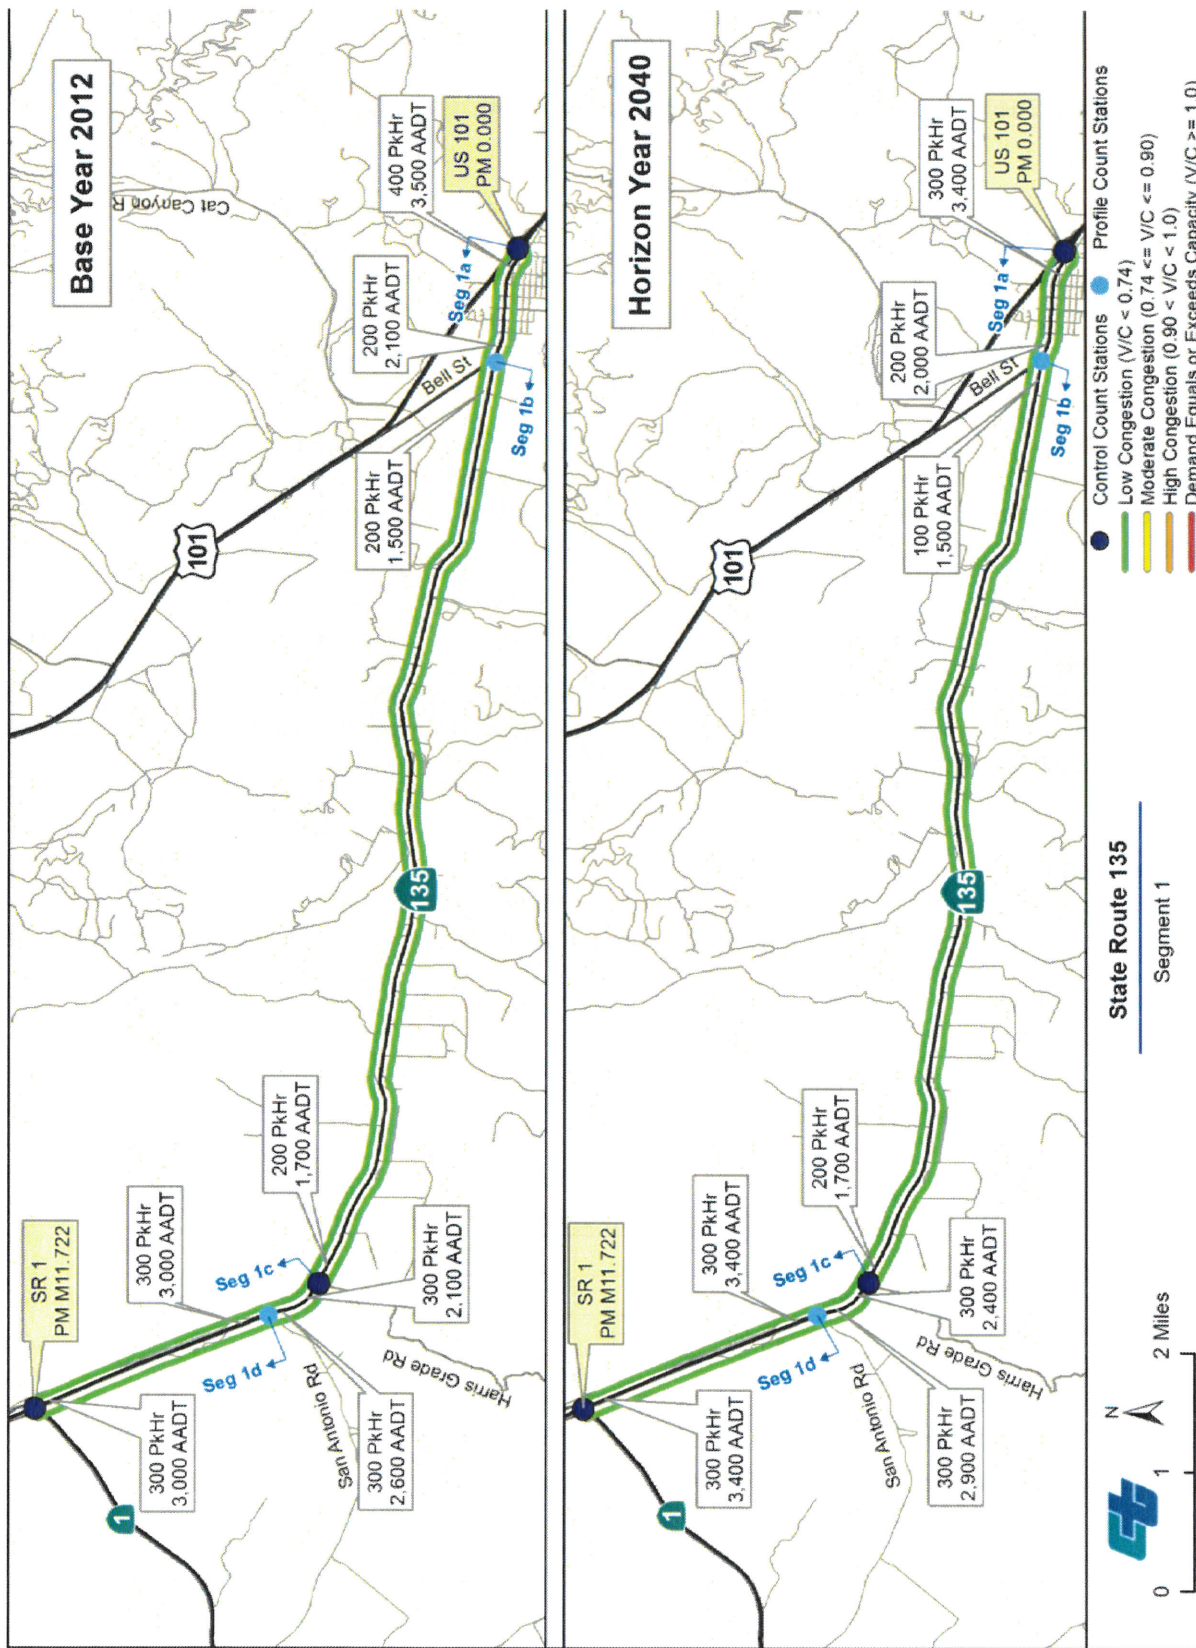 Base Year 2012
Cat Canyon R
400 PkHr
3,500 AADT
US 101
PM 0.000
Seg 1a
200 PkHr
2,100 AADT
Bell St
Seg 1b
200 PkHr
1,500 AADT
101
135
200 PkHr
1,700 AADT
SR 1
PM M11.722
300 PkHr
3,000 AADT
Seg 1c
300 PkHr
2,100 AADT
Seg 1d
Harris Grade Rd
San Antonio Rd
300 PkHr
2,600 AADT
300 PkHr
3,000 AADT
1
Horizon Year 2040
300 PkHr
3,400 AADT
US 101
PM 0.000
Seg 1a
200 PkHr
2,000 AADT
Bell St
Seg 1b
100 PkHr
1,500 AADT
101
135
200 PkHr
1,700 AADT
SR 1
PM M11.722
300 PkHr
3,400 AADT
Seg 1c
300 PkHr
2,400 AADT
Seg 1d
Harris Grade Rd
San Antonio Rd
300 PkHr
2,900 AADT
300 PkHr
3,400 AADT
1
N
0 1 2 Miles
State Route 135
Segment 1
Control Count Stations Profile Count Stations
Low Congestion (V/C < 0.74)
Moderate Congestion (0.74 <= V/C <= 0.90)
High Congestion (0.90 < V/C < 1.0)
Demand Equals or Exceeds Capacity (V/C >= 1.0)